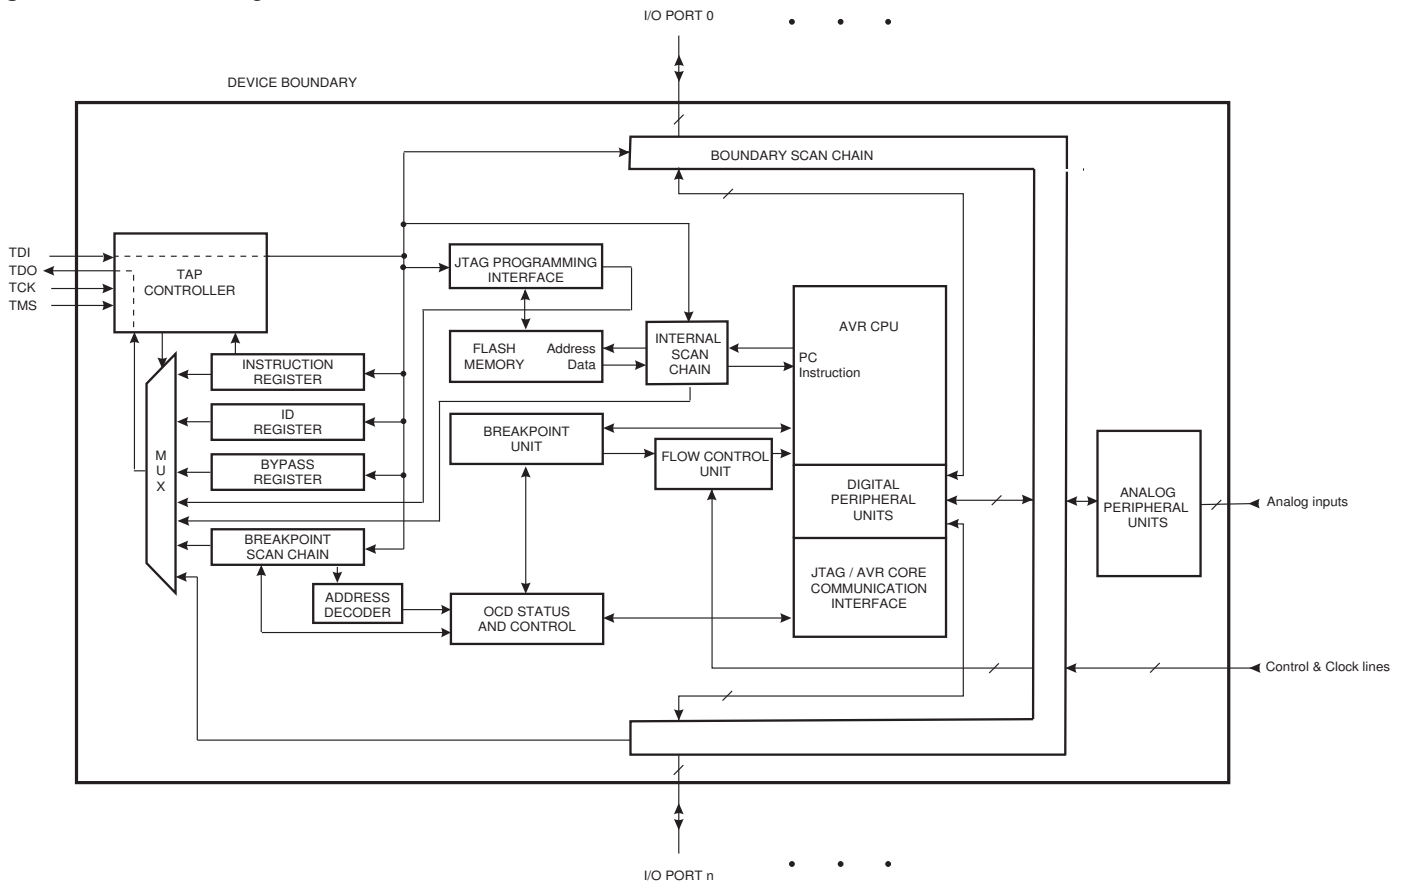 I/O PORT 0
DEVICE BOUNDARY
BOUNDARY SCAN CHAIN
TDI
TDO
TCK
TMS
TAP
CONTROLLER
JTAG PROGRAMMING
INTERFACE
AVR CPU
FLASH
MEMORY
Address
Data
INTERNAL
SCAN
CHAIN
PC
Instruction
INSTRUCTION
REGISTER
ID
REGISTER
M
U
X
BYPASS
REGISTER
BREAKPOINT
UNIT
FLOW CONTROL
UNIT
DIGITAL
PERIPHERAL
UNITS
ANALOG
PERIPHERAL
UNITS
Analog inputs
BREAKPOINT
SCAN CHAIN
ADDRESS
DECODER
OCD STATUS
AND CONTROL
JTAG / AVR CORE
COMMUNICATION
INTERFACE
Control & Clock lines
I/O PORT n